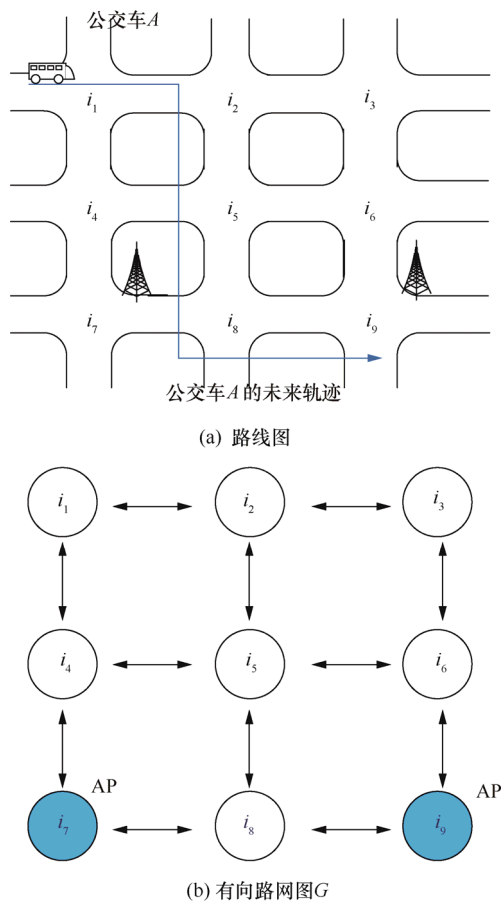 公交车A
i1 i2 i3
i4 i5 i6
i7 i8 i9
公交车A的未来轨迹
(a) 路线图
i1 i2 i3
i4 i5 i6
AP AP
i7 i8 i9
(b) 有向路网图G